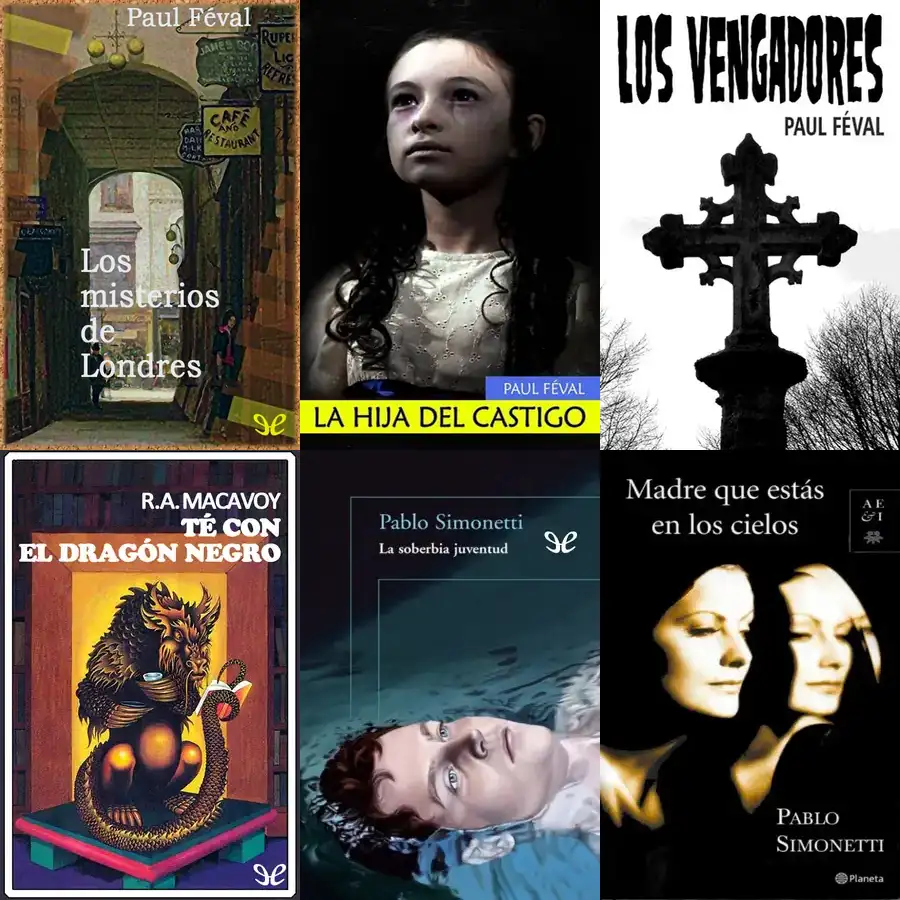 Paul Féval
CAFÉ
AND
RESTAURANT
Los
misterios
de
Londres
PAUL FÉVAL
LA HIJA DEL CASTIGO
LOS VENGADORES
PAUL FÉVAL
R.A. MACAVOY
TÉ CON
EL DRAGÓN NEGRO
Pablo Simonetti
La soberbia juventud
Madre que estás
en los cielos
A E
& I
PABLO
SIMONETTI
Planeta